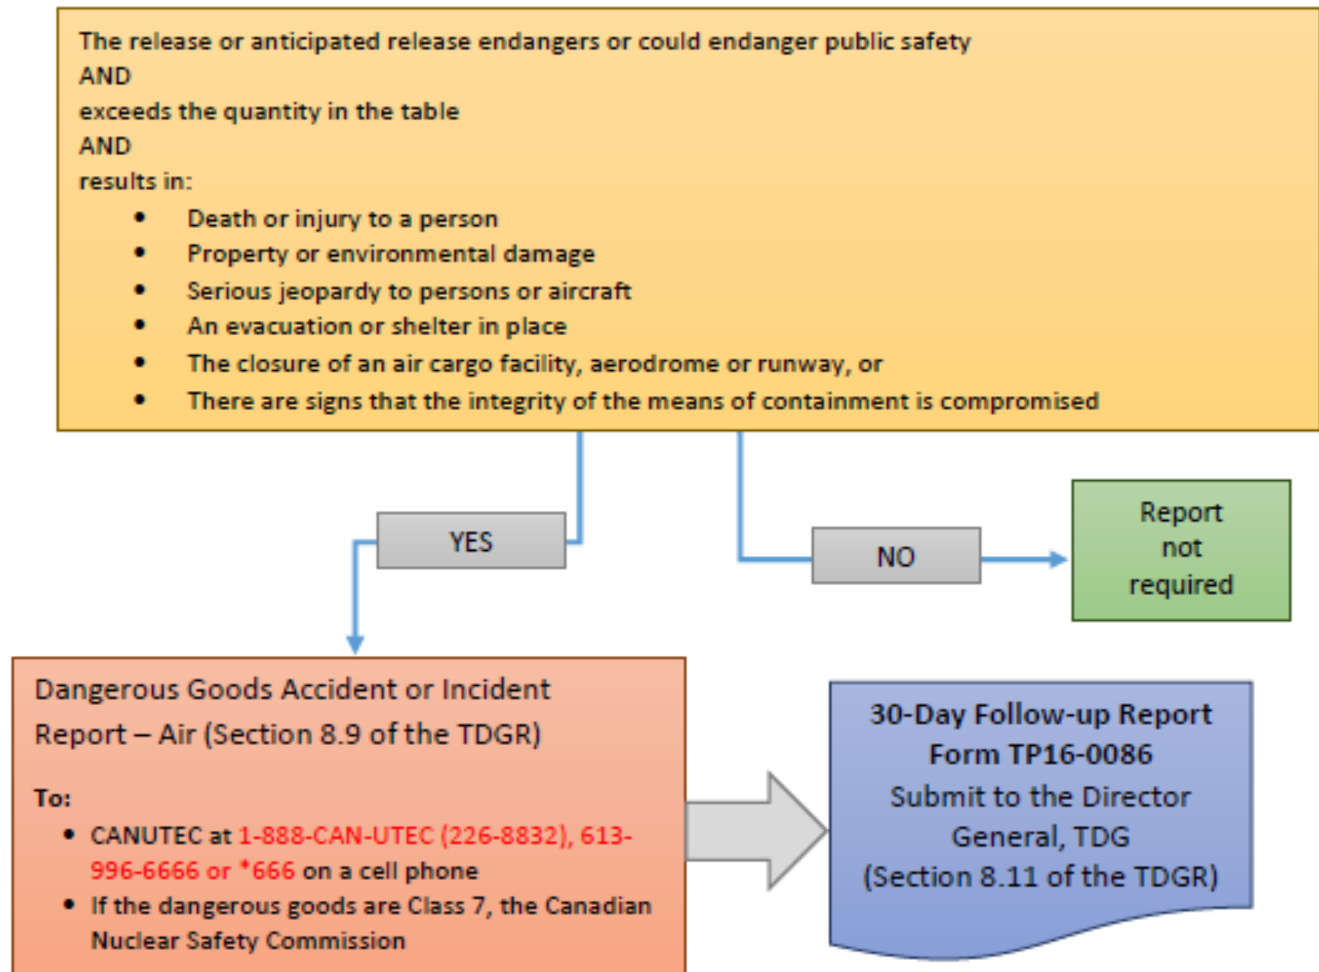 The release or anticipated release endangers or could endanger public safety
AND
exceeds the quantity in the table
AND
results in:
• Death or injury to a person
• Property or environmental damage
• Serious jeopardy to persons or aircraft
• An evacuation or shelter in place
• The closure of an air cargo facility, aerodrome or runway, or
• There are signs that the integrity of the means of containment is compromised
YES
NO
Report
not
required
Dangerous Goods Accident or Incident
Report – Air (Section 8.9 of the TDGR)
To:
• CANUTEC at 1-888-CAN-UTEC (226-8832), 613-
996-6666 or *666 on a cell phone
• If the dangerous goods are Class 7, the Canadian
Nuclear Safety Commission
30-Day Follow-up Report
Form TP16-0086
Submit to the Director
General, TDG
(Section 8.11 of the TDGR)